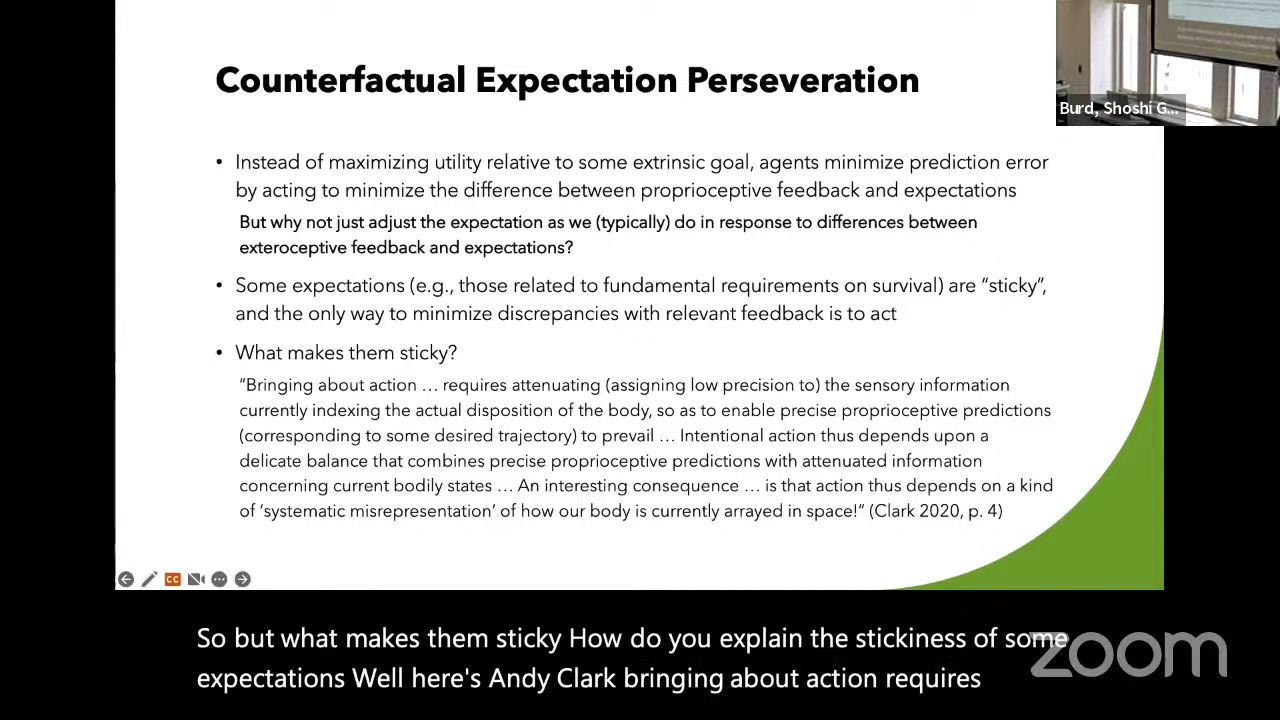 Counterfactual Expectation Perseveration
Burd, Shoshi G...
• Instead of maximizing utility relative to some extrinsic goal, agents minimize prediction error
by acting to minimize the difference between proprioceptive feedback and expectations
But why not just adjust the expectation as we (typically) do in response to differences between
exteroceptive feedback and expectations?
• Some expectations (e.g., those related to fundamental requirements on survival) are “sticky”,
and the only way to minimize discrepancies with relevant feedback is to act
• What makes them sticky?
“Bringing about action … requires attenuating (assigning low precision to) the sensory information
currently indexing the actual disposition of the body, so as to enable precise proprioceptive predictions
(corresponding to some desired trajectory) to prevail … Intentional action thus depends upon a
delicate balance that combines precise proprioceptive predictions with attenuated information
concerning current bodily states … An interesting consequence … is that action thus depends on a kind
of ‘systematic misrepresentation’ of how our body is currently arrayed in space!” (Clark 2020, p. 4)
CC
So but what makes them sticky How do you explain the stickiness of some
expectations Well here's Andy Clark bringing about action requires
zoom